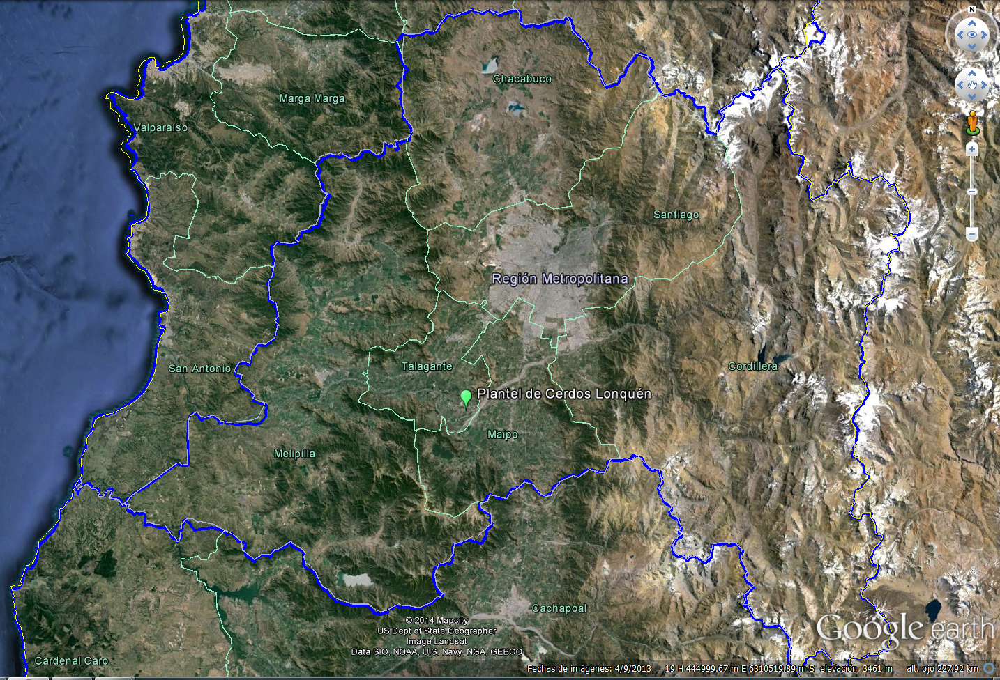 N
Chacabuco
Marga Marga
Valparaiso
Santiago
Región Metropolitana
San Antonio
Talagante
Cordillera
Plantel de Cerdos Lonquén
Maipo
Melipilla
Cachapoal
© 2014 Mapcity
US Dept of State Geographer
Image Landsat
Data SIO, NOAA, U.S. Navy, NGA, GEBCO
Google earth
Cardenal Caro
Fechas de imágenes: 4/9/2013 19 H 444999.67 m E 6310519.89 m S elevación 3461 m alt. ojo 227.92 km